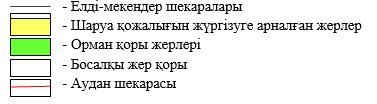 - Елді-мекендер шекаралары
- Шаруа қожалығын жүргізуге арналған жерлер
- Орман қоры жерлері
- Босалқы жер қоры
- Аудан шекарасы